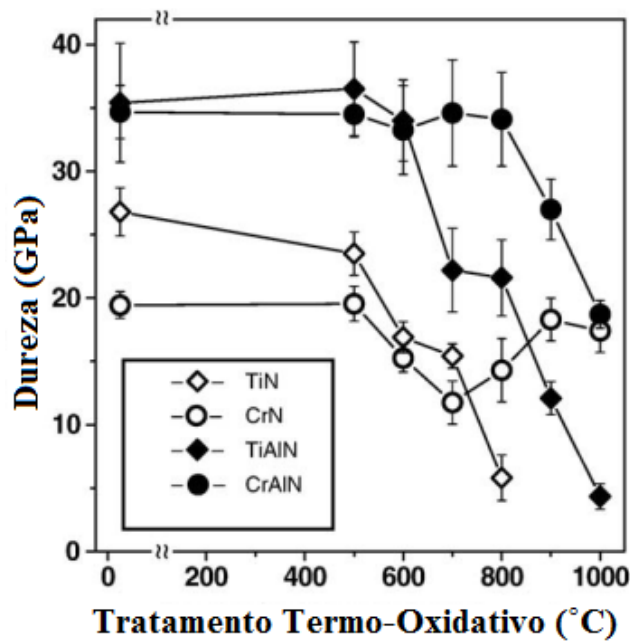 40
30
20
10
0
Dureza (GPa)
TiN
CrN
TiAlN
CrAlN
0 200 400 600 800 1000
Tratamento Termo-Oxidativo (˚C)